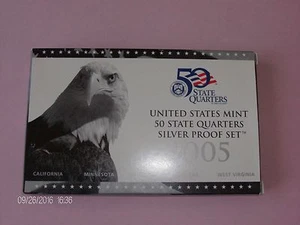 50
STATE
QUARTERS
UNITED STATES MINT
50 STATE QUARTERS
SILVER PROOF SET™
2005
CALIFORNIA MINNESOTA WEST VIRGINIA
09/26/2016 16:36